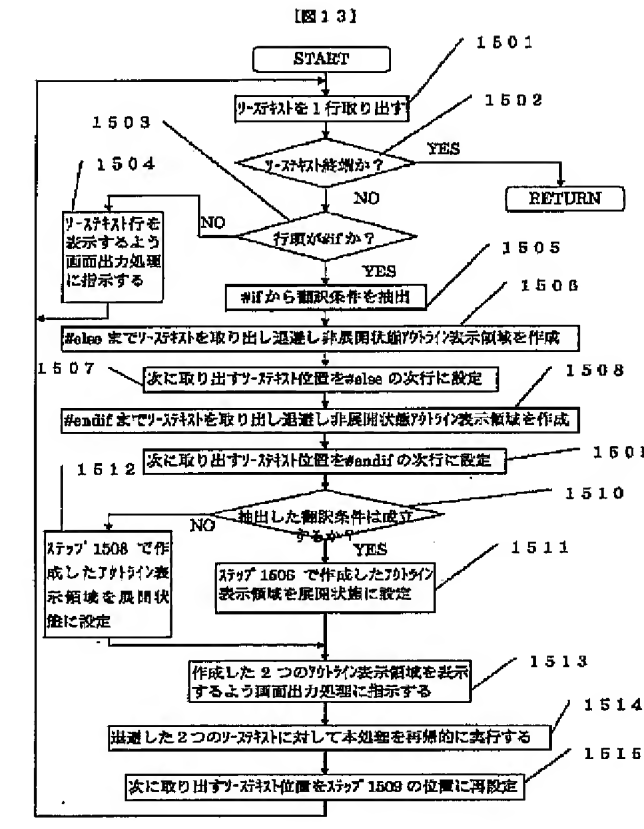 【図13】
START
1501
ソーステキストを1行取り出す
1502
ソーステキスト終端か?
YES
RETURN
NO
1503
行頭が#ifか?
NO
1504
ソーステキスト行を
表示するよう
画面出力処理
に指示する
YES
1505
#ifから翻訳条件を抽出
1506
#elseまでソーステキストを取り出し退避し非展開状態アウトライン表示領域を作成
1507
次に取り出すソーステキスト位置を#elseの次行に設定
1508
#endifまでソーステキストを取り出し退避し非展開状態アウトライン表示領域を作成
次に取り出すソーステキスト位置を#endifの次行に設定
1510
抽出した翻訳条件は成立
するか?
NO
1512
ステップ1508で作
成したアウトライン表
示領域を展開状
態に設定
YES
1511
ステップ1506で作成したアウトライン
表示領域を展開状態に設定
1513
作成した2つのアウトライン表示領域を表示
するよう画面出力処理に指示する
1514
退避した2つのソーステキストに対して本処理を再帰的に実行する
1515
次に取り出すソーステキスト位置をステップ1509の位置に再設定